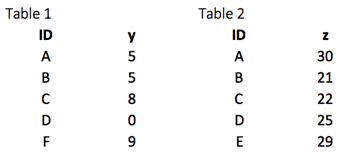 Table 1 Table 2
ID y ID z
A 5 A 30
B 5 B 21
C 8 C 22
D 0 D 25
F 9 E 29